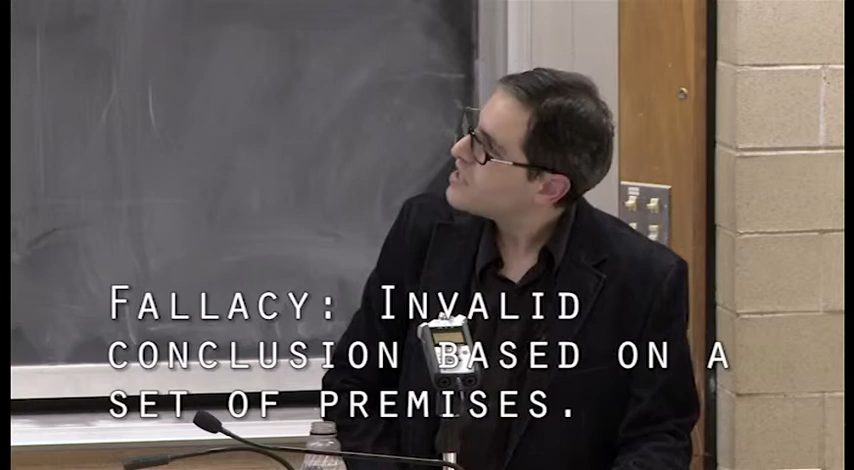 FALLACY: INVALID
CONCLUSION BASED ON A
SET OF PREMISES.